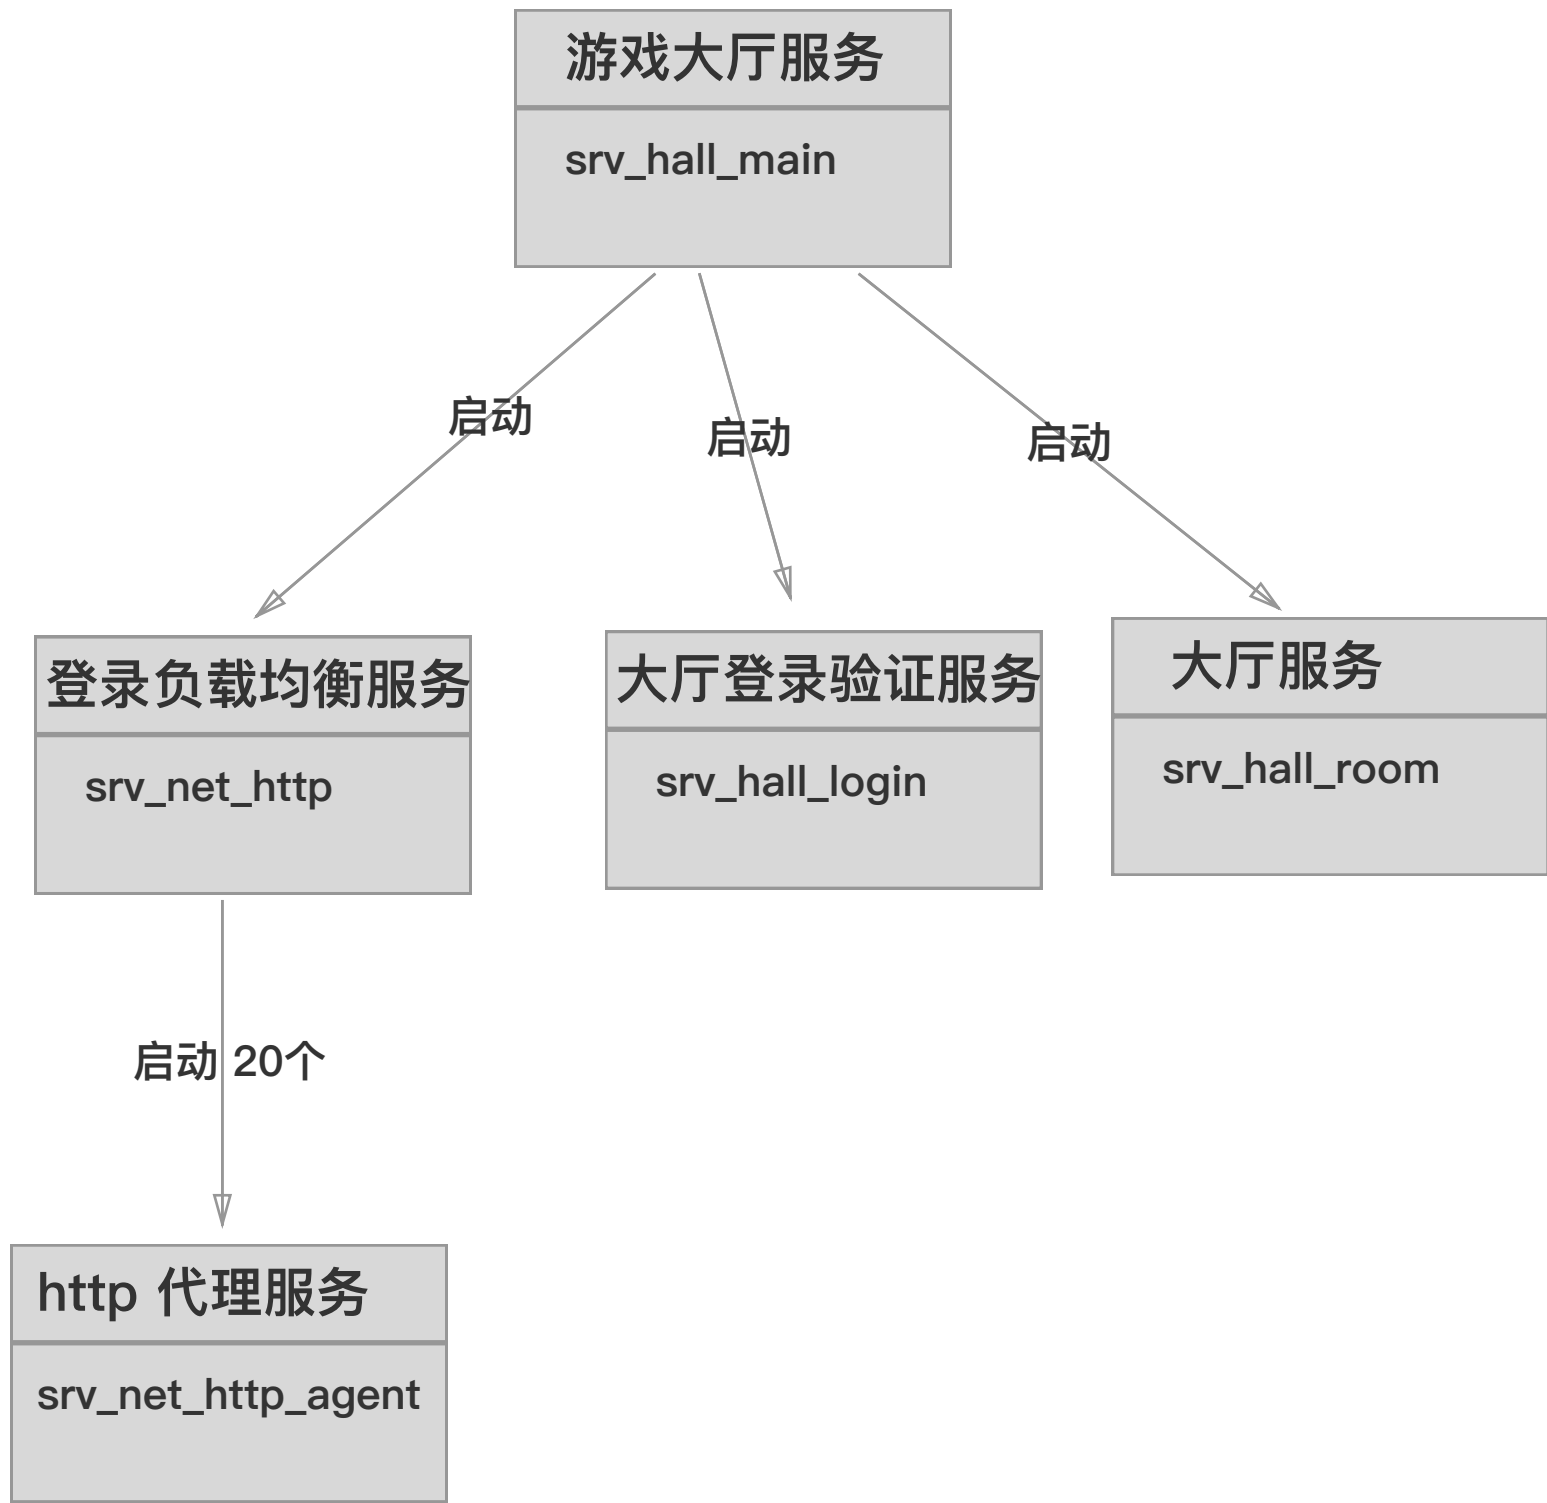 游戏大厅服务
srv_hall_main
启动
启动
启动
登录负载均衡服务
srv_net_http
大厅登录验证服务
srv_hall_login
大厅服务
srv_hall_room
启动 20个
http 代理服务
srv_net_http_agent